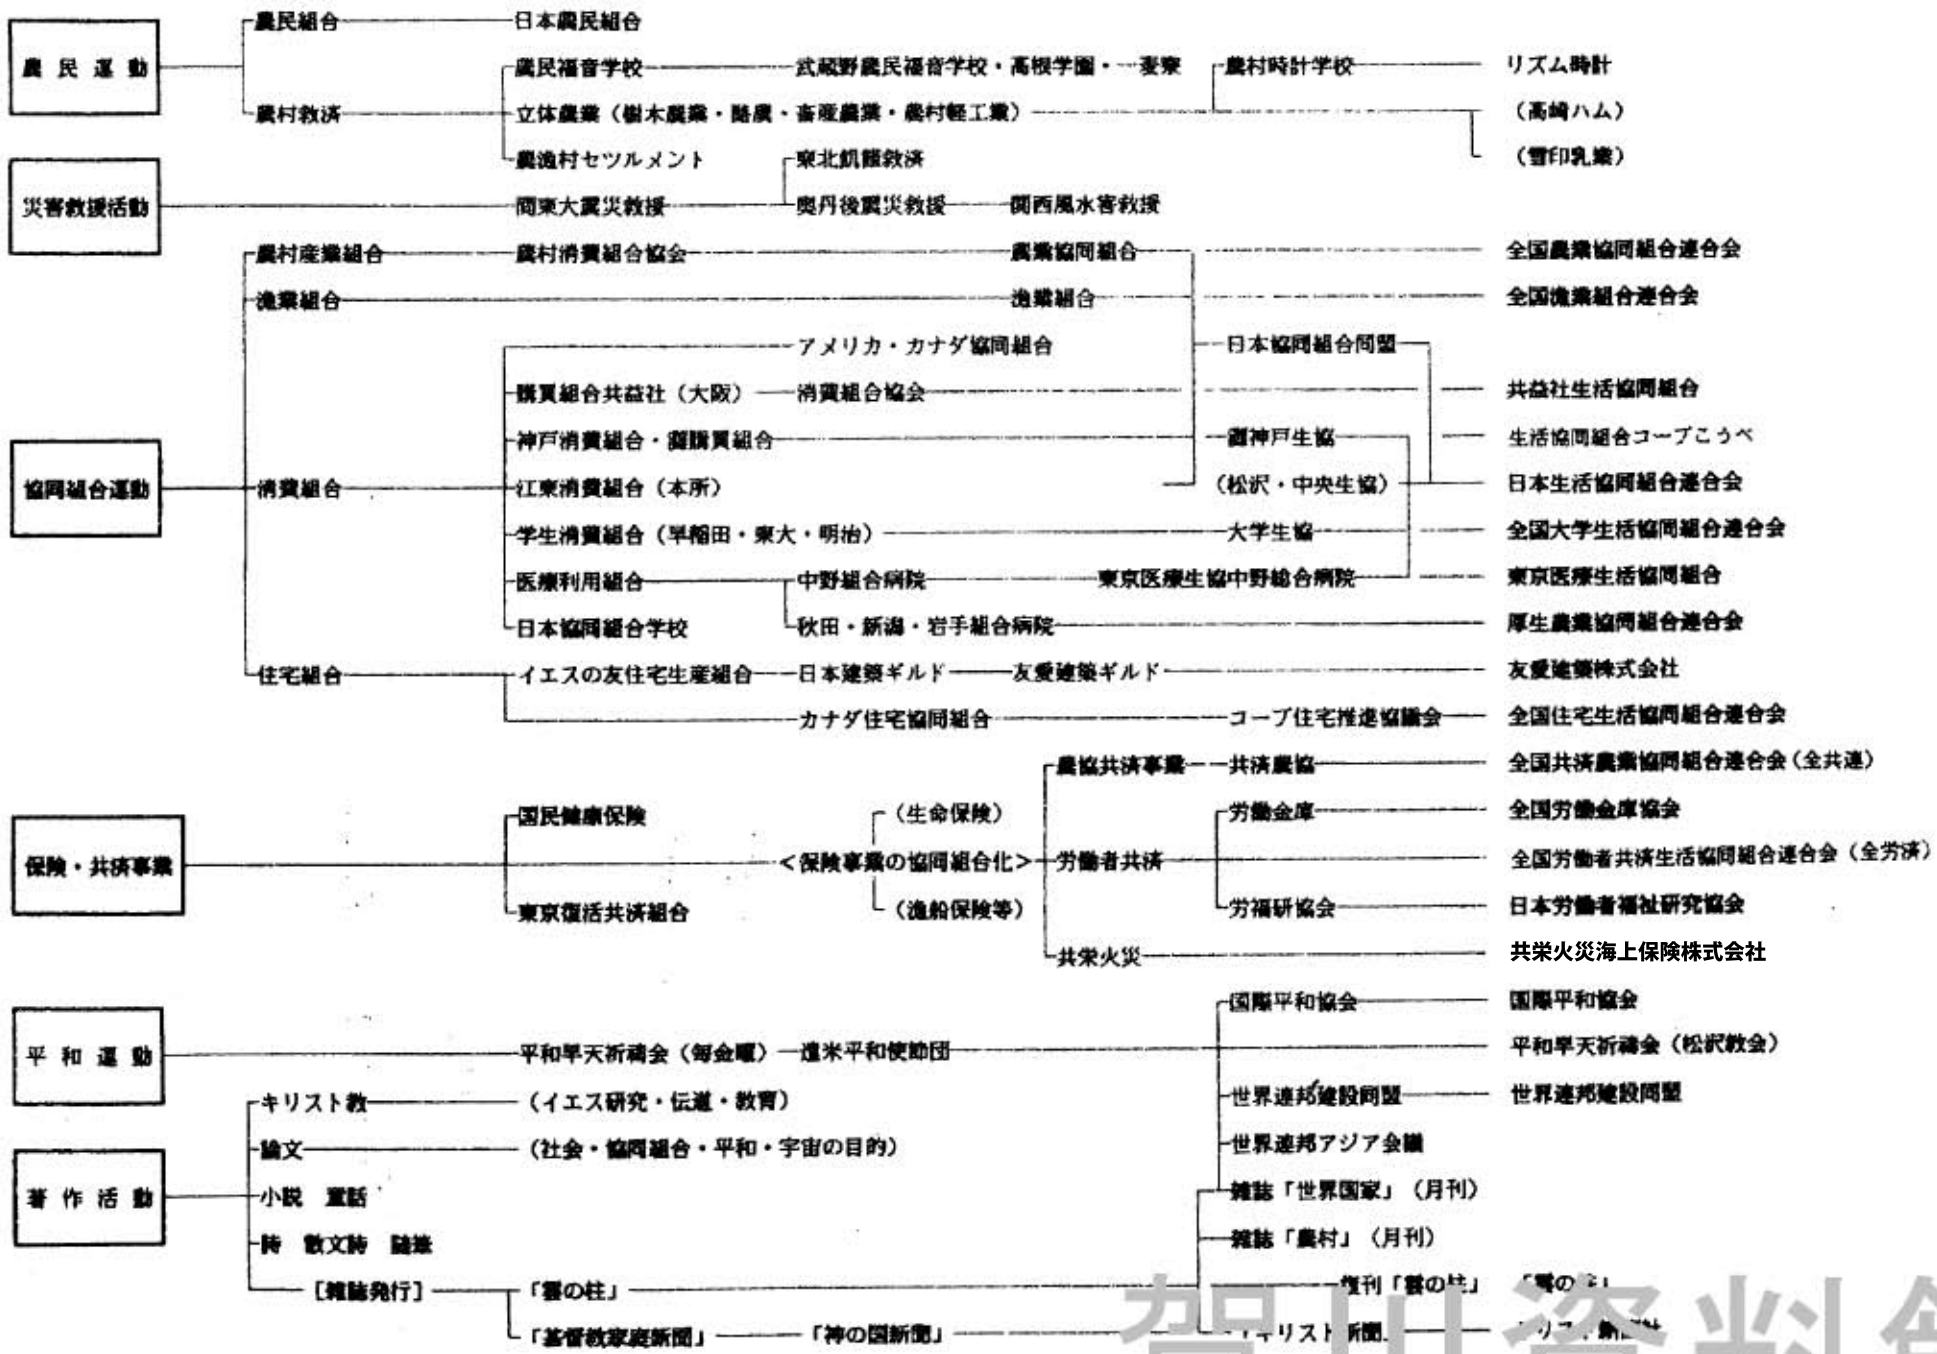 農民組合 日本農民組合
農民運動 農民福音学校 武蔵野農民福音学校・高根学園・一麦寮 農村時計学校 リズム時計
農村救済 立体農業（樹木農業・酪農・畜産農業・農村軽工業） （高崎ハム）
農漁村セツルメント 東北飢饉救済 （雪印乳業）
災害救援活動 関東大震災救援 奥丹後震災救援 関西風水害救援
農村産業組合 農村消費組合協会 農業協同組合 全国農業協同組合連合会
漁業組合 漁業組合 全国漁業組合連合会
アメリカ・カナダ協同組合 日本協同組合同盟
購買組合共益社（大阪） 消費組合協会 共益社生活協同組合
神戸消費組合・灘購買組合 灘神戸生協 生活協同組合コープこうべ
協同組合運動 消費組合 江東消費組合（本所） （松沢・中央生協） 日本生活協同組合連合会
学生消費組合（早稲田・東大・明治） 大学生協 全国大学生活協同組合連合会
医療利用組合 中野組合病院 東京医療生協中野総合病院 東京医療生活協同組合
日本協同組合学校 秋田・新潟・岩手組合病院 厚生農業協同組合連合会
住宅組合 イエスの友住宅生産組合 日本建築ギルド 友愛建築ギルド 友愛建築株式会社
カナダ住宅協同組合 コープ住宅推進協議会 全国住宅生活協同組合連合会
農協共済事業 共済農協 全国共済農業協同組合連合会（全共連）
国民健康保険 （生命保険） 労働金庫 全国労働金庫協会
保険・共済事業 ＜保険事業の協同組合化＞ 労働者共済 全国労働者共済生活協同組合連合会（全労済）
東京復活共済組合 （漁船保険等） 労福研協会 日本労働者福祉研究協会
共栄火災 共栄火災海上保険株式会社
国際平和協会 国際平和協会
平和運動 平和早天祈祷会（毎金曜） 遣米平和使節団 平和早天祈祷会（松沢教会）
キリスト教 （イエス研究・伝道・教育） 世界連邦建設同盟 世界連邦建設同盟
論文 （社会・協同組合・平和・宇宙の目的） 世界連邦アジア会議
著作活動 小説 童話 雑誌「世界国家」（月刊）
詩 散文詩 随筆 雑誌「農村」（月刊）
［雑誌発行］ 「雲の柱」 復刊「雲の柱」 「雲の柱」
「基督教家庭新聞」 「神の国新聞」 「キリスト新聞」 キリスト新聞社
賀川資料館